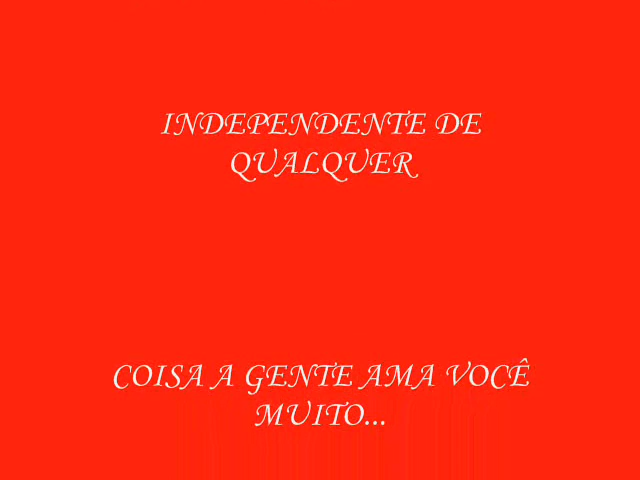 INDEPENDENTE DE
QUALQUER
COISA A GENTE AMA VOCÊ
MUITO...